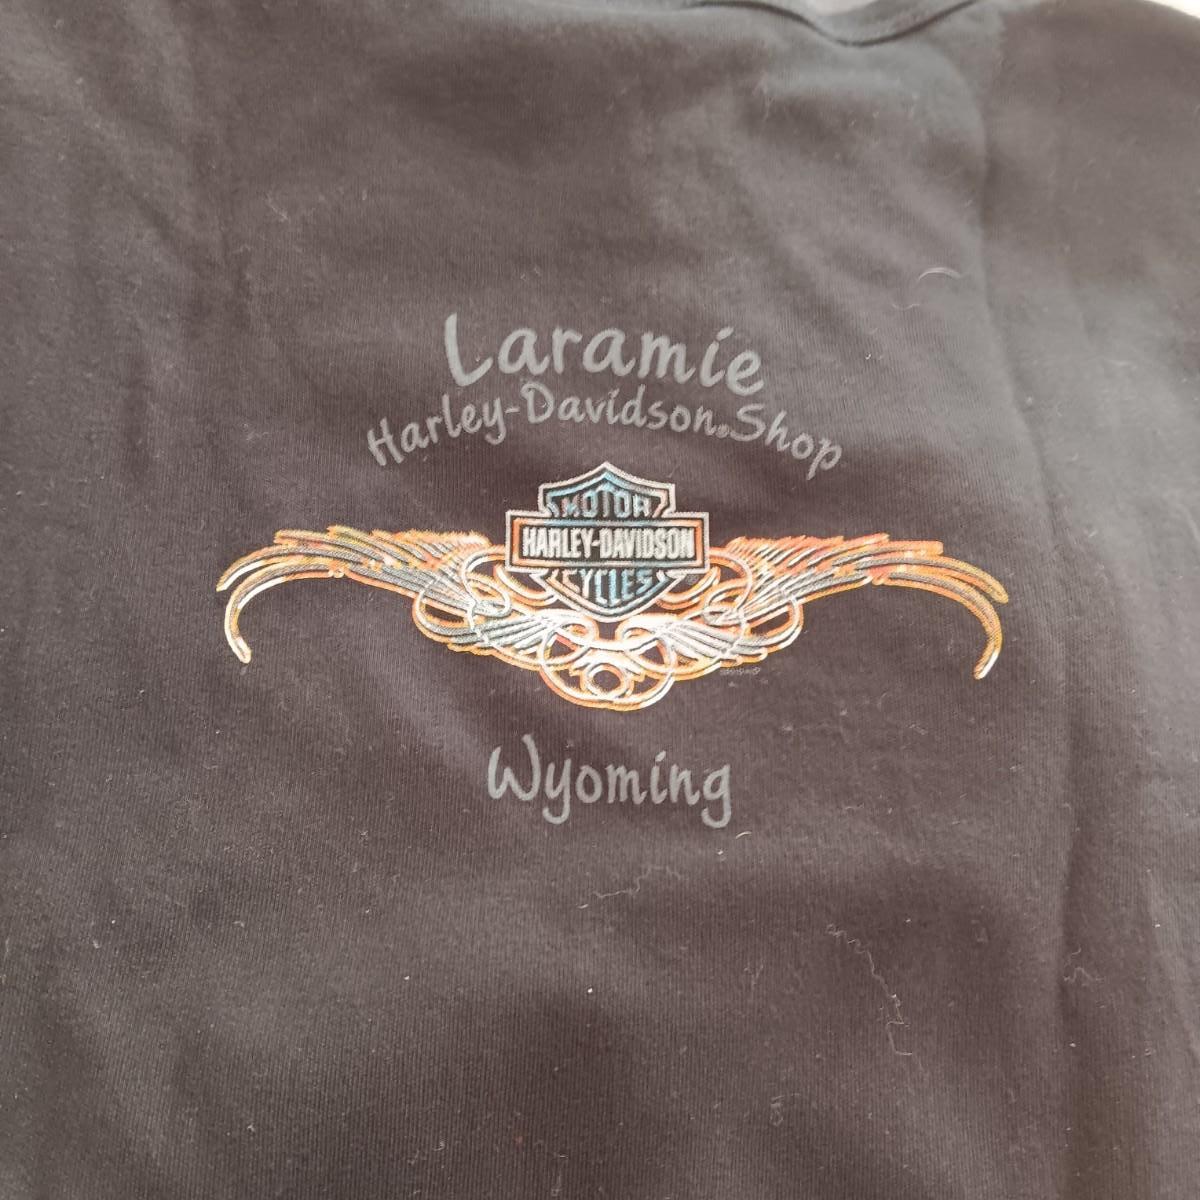 Laramie
Harley-Davidson® Shop
MOTOR
HARLEY-DAVIDSON
CYCLES
Wyoming